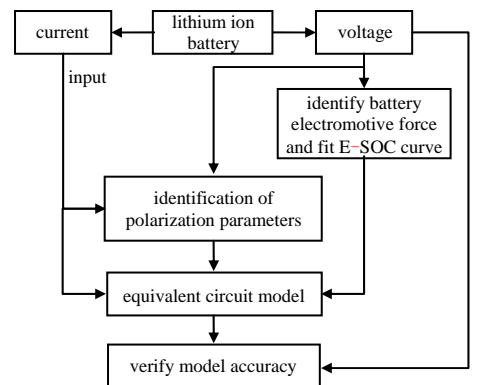 lithium ion
battery
current
voltage
input
identify battery
electromotive force
and fit E-SOC curve
identification of
polarization parameters
equivalent circuit model
verify model accuracy